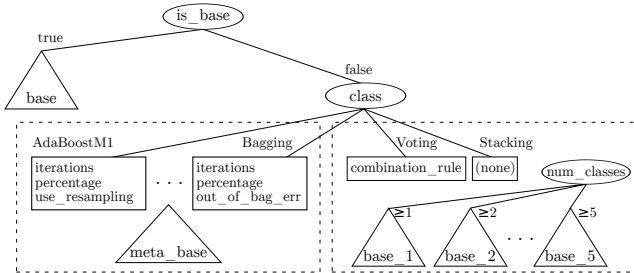 is_base
true
false
base
class
AdaBoostM1
Bagging
Voting
Stacking
iterations
percentage
use_resampling
. . .
iterations
percentage
out_of_bag_err
combination_rule
(none)
num_classes
meta_base
≥1
≥2
≥5
base_1
base_2
. . .
base_5